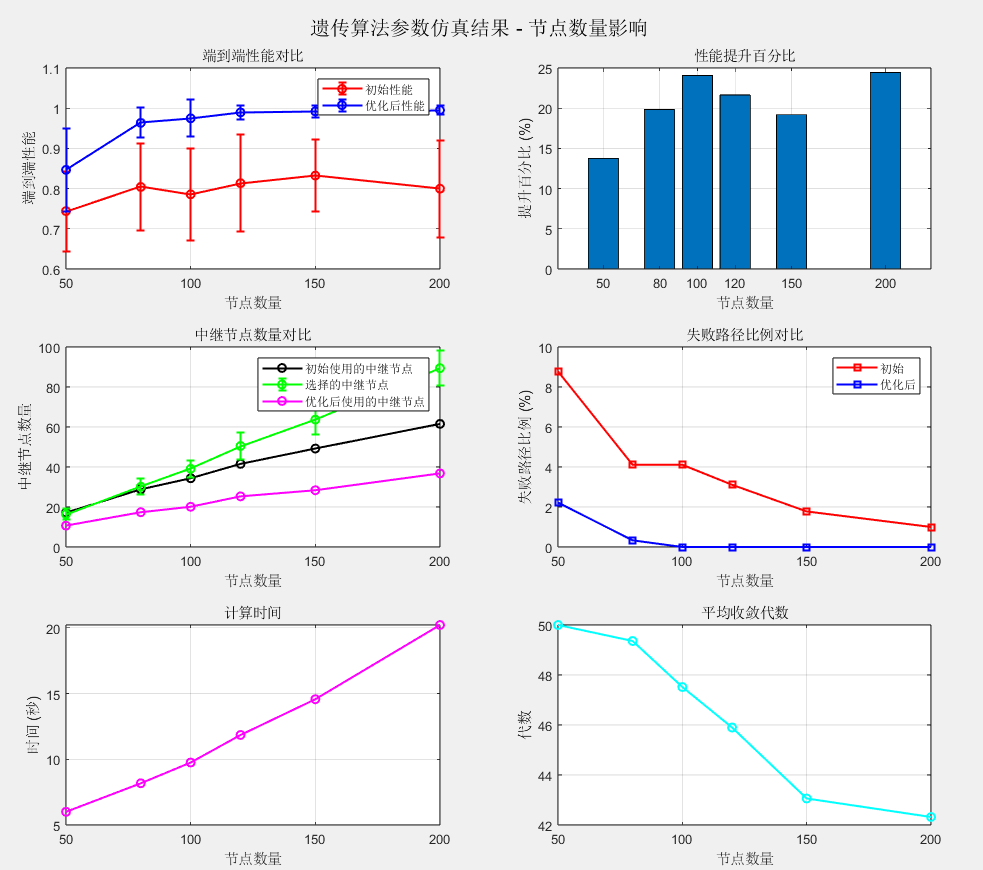 遗传算法参数仿真结果 - 节点数量影响
端到端性能对比
端到端性能
1.1
1
0.9
0.8
0.7
0.6
初始性能
优化后性能
50
100
150
200
节点数量
性能提升百分比
提升百分比 (%)
25
20
15
10
5
0
50
80
100
120
150
200
节点数量
中继节点数量对比
中继节点数量
100
80
60
40
20
0
初始使用的中继节点
选择的中继节点
优化后使用的中继节点
50
100
150
200
节点数量
失败路径比例对比
失败路径比例 (%)
10
8
6
4
2
0
初始
优化后
50
100
150
200
节点数量
计算时间
时间 (秒)
20
15
10
5
50
100
150
200
节点数量
平均收敛代数
代数
50
48
46
44
42
50
100
150
200
节点数量